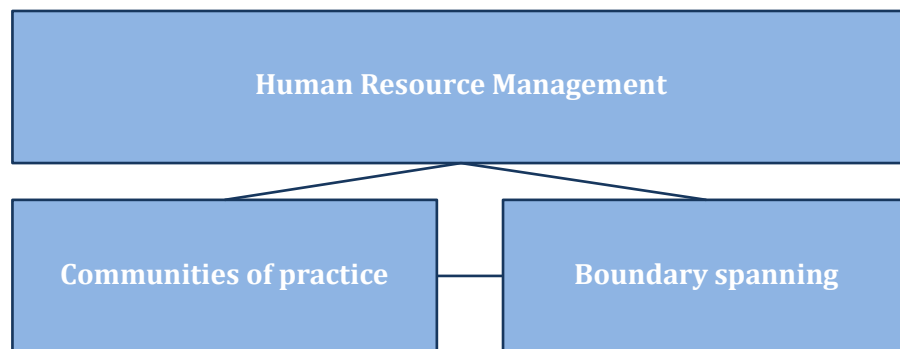 Human Resource Management
Communities of practice
Boundary spanning